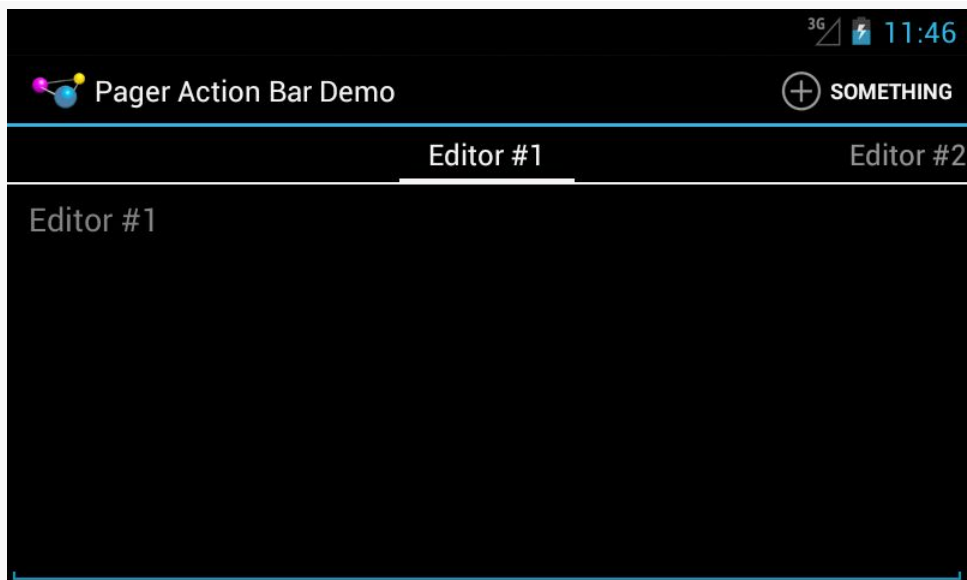 3G 11:46
Pager Action Bar Demo SOMETHING
Editor #1 Editor #2
Editor #1